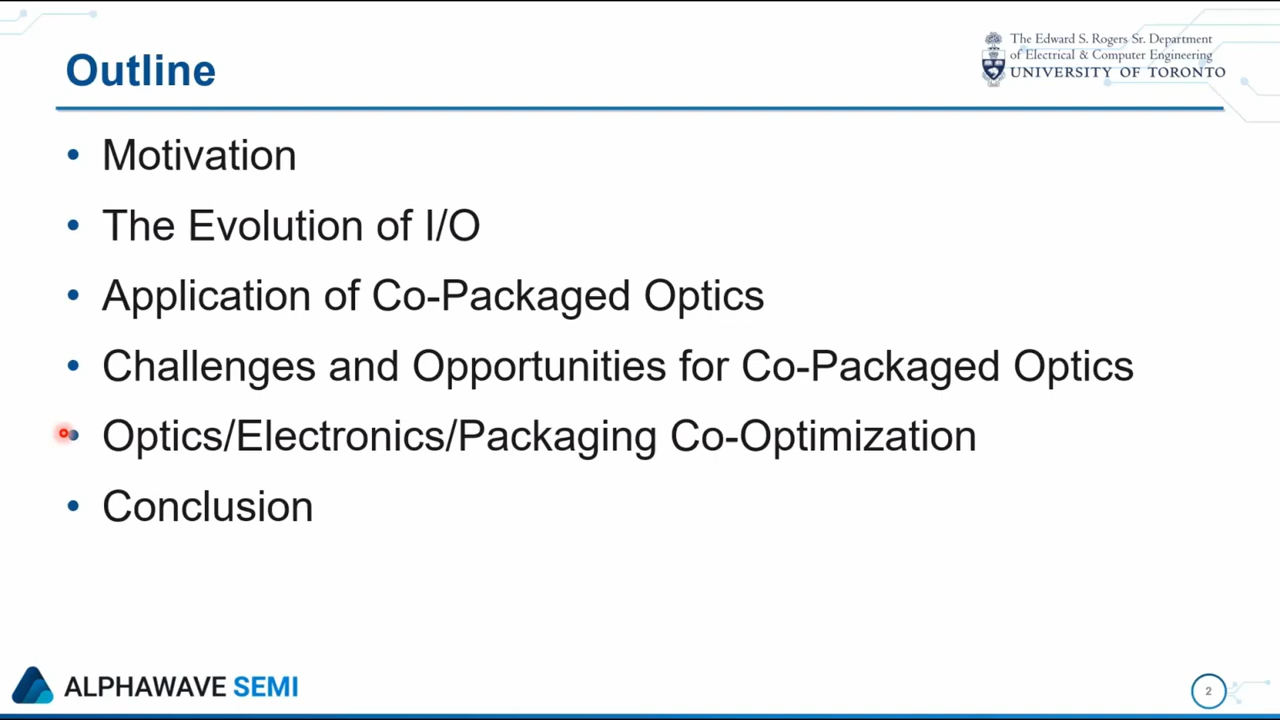 Outline
The Edward S. Rogers Sr. Department
of Electrical & Computer Engineering
UNIVERSITY OF TORONTO
• Motivation
• The Evolution of I/O
• Application of Co-Packaged Optics
• Challenges and Opportunities for Co-Packaged Optics
• Optics/Electronics/Packaging Co-Optimization
• Conclusion
ALPHAWAVE SEMI
2